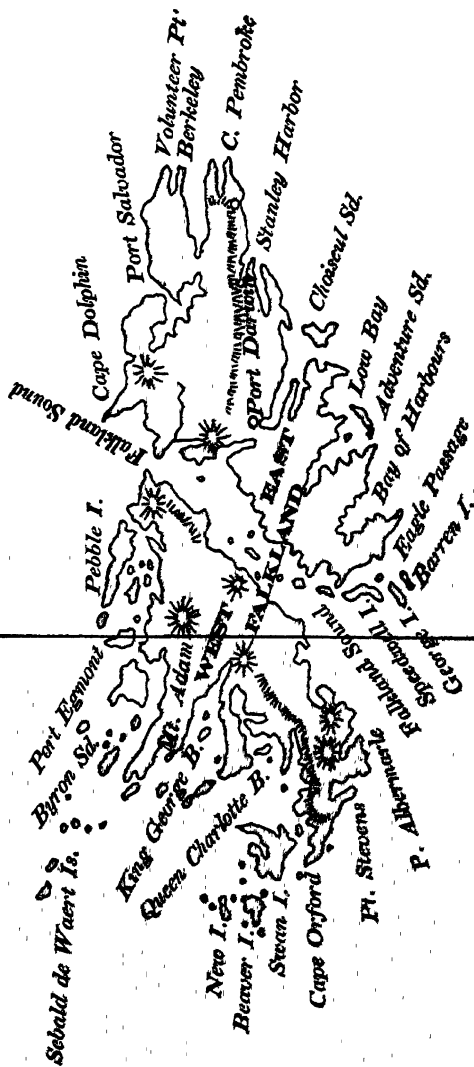 Volunteer Pt
Berkeley
C. Pembroke
Port Salvador
Stanley Harbor
Cape Dolphin
Choiseul Sd.
Falkland Sound
Port Darwin
Low Bay
Adventure Sd.
Bay of Harbours
EAST
FALKLAND
Eagle Passage
Barren I.
George I.
Speedwell I.
Falkland Sound
Pebble I.
WEST
Mt. Adam
Port Egmont
Byron Sd.
King George B.
Queen Charlotte B.
P. Albemarle
Pt. Stevens
Cape Orford
Swan I.
Beaver I.
New I.
Sebald de Waert Is.